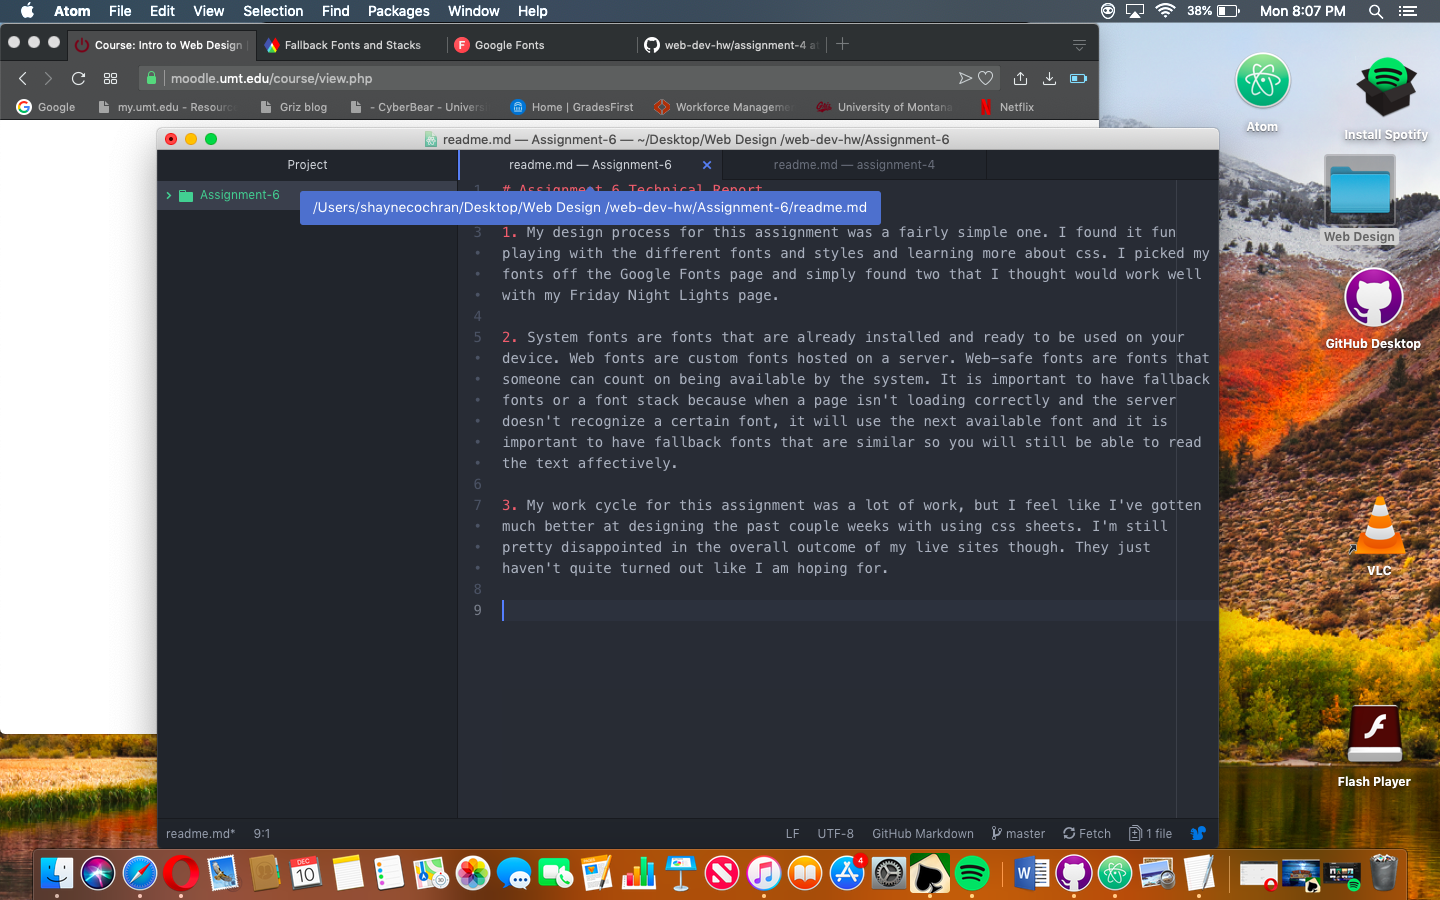 Atom File Edit View Selection Find Packages Window Help 38% Mon 8:07 PM
Course: Intro to Web Design Fallback Fonts and Stacks Google Fonts web-dev-hw/assignment-4 a
moodle.umt.edu/course/view.php
Google my.umt.edu - Resour Griz blog - CyberBear - Univers Home | GradesFirst Workforce Manageme University of Montana Netflix
readme.md — Assignment-6 — ~/Desktop/Web Design /web-dev-hw/Assignment-6
Project readme.md — Assignment-6 readme.md — assignment-4
Assignment-6
1 # Assignment 6 Technical Report
/Users/shaynecochran/Desktop/Web Design /web-dev-hw/Assignment-6/readme.md
3 1. My design process for this assignment was a fairly simple one. I found it fun
playing with the different fonts and styles and learning more about css. I picked my
fonts off the Google Fonts page and simply found two that I thought would work well
with my Friday Night Lights page.
4
5 2. System fonts are fonts that are already installed and ready to be used on your
device. Web fonts are custom fonts hosted on a server. Web-safe fonts are fonts that
someone can count on being available by the system. It is important to have fallback
fonts or a font stack because when a page isn't loading correctly and the server
doesn't recognize a certain font, it will use the next available font and it is
important to have fallback fonts that are similar so you will still be able to read
the text affectively.
6
7 3. My work cycle for this assignment was a lot of work, but I feel like I've gotten
much better at designing the past couple weeks with using css sheets. I'm still
pretty disappointed in the overall outcome of my live sites though. They just
haven't quite turned out like I am hoping for.
8
9
readme.md* 9:1 LF UTF-8 GitHub Markdown master Fetch 1 file
Atom
Install Spotify
Web Design
GitHub Desktop
VLC
Flash Player
DEC
10
4